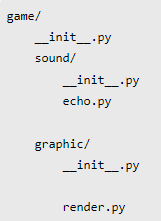 game/
    __init__.py
    sound/
        __init__.py
        echo.py
    graphic/
        __init__.py
        render.py